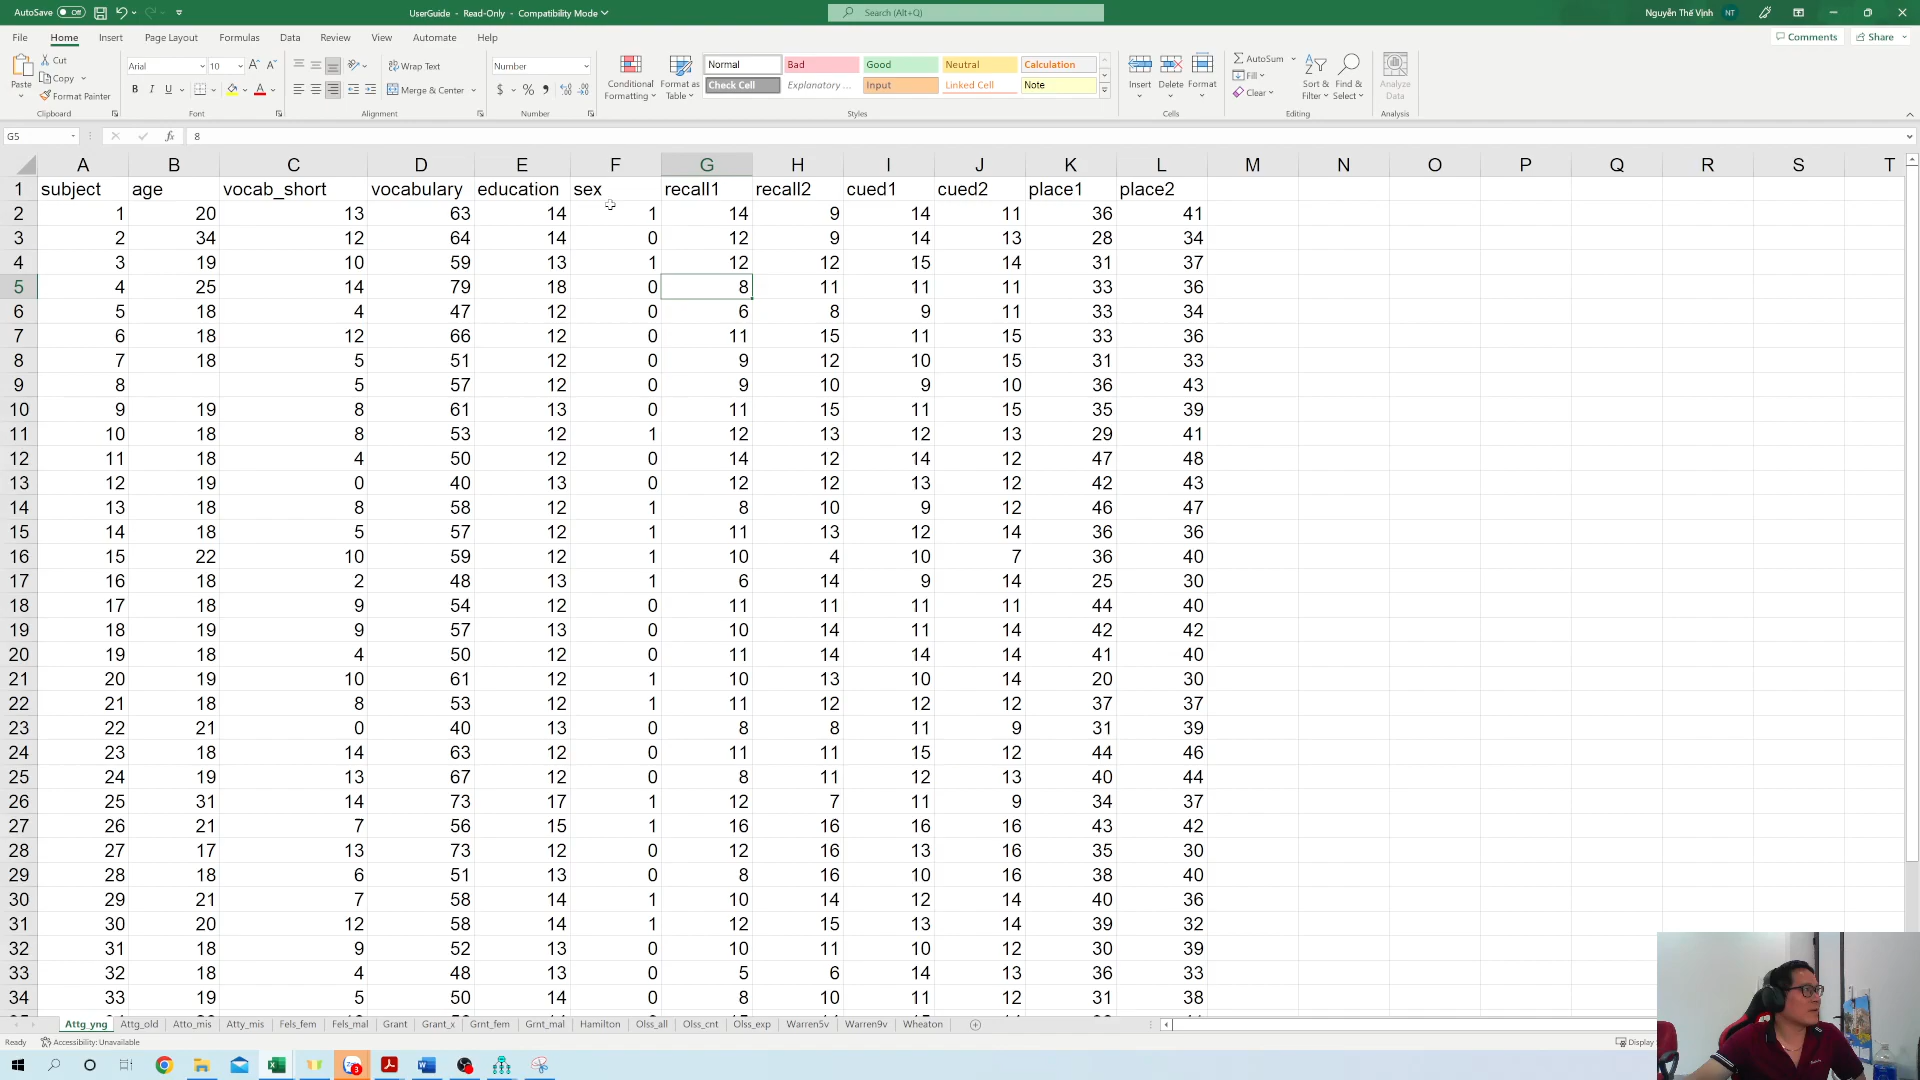 AutoSave Off UserGuide - Read-Only - Compatibility Mode Search (Alt+Q) Nguyễn Thế Vịnh NT
File Home Insert Page Layout Formulas Data Review View Automate Help Comments Share
Paste Cut Copy Format Painter
Arial 10 Wrap Text Number
B I U Merge & Center $ % 9
Conditional Formatting Format as Table
Normal Bad Good Neutral Calculation
Check Cell Explanatory ... Input Linked Cell Note
Insert Delete Format AutoSum Fill Clear Sort & Filter Find & Select Analyze Data
Clipboard Font Alignment Number Styles Cells Editing Analysis
G5 fx 8
A B C D E F G H I J K L M N O P Q R S T
1 subject age vocab_short vocabulary education sex recall1 recall2 cued1 cued2 place1 place2
2 1 20 13 63 14 1 14 9 14 11 36 41
3 2 34 12 64 14 0 12 9 14 13 28 34
4 3 19 10 59 13 1 12 12 15 14 31 37
5 4 25 14 79 18 0 8 11 11 11 33 36
6 5 18 4 47 12 0 6 8 9 11 33 34
7 6 18 12 66 12 0 11 15 11 15 33 36
8 7 18 5 51 12 0 9 12 10 15 31 33
9 8 5 57 12 0 9 10 9 10 36 43
10 9 19 8 61 13 0 11 15 11 15 35 39
11 10 18 8 53 12 1 12 13 12 13 29 41
12 11 18 4 50 12 0 14 12 14 12 47 48
13 12 19 0 40 13 0 12 12 13 12 42 43
14 13 18 8 58 12 1 8 10 9 12 46 47
15 14 18 5 57 12 1 11 13 12 14 36 36
16 15 22 10 59 12 1 10 4 10 7 36 40
17 16 18 2 48 13 1 6 14 9 14 25 30
18 17 18 9 54 12 0 11 11 11 11 44 40
19 18 19 9 57 13 0 10 14 11 14 42 42
20 19 18 4 50 12 0 11 14 14 14 41 40
21 20 19 10 61 12 1 10 13 10 14 20 30
22 21 18 8 53 12 1 11 12 12 12 37 37
23 22 21 0 40 13 0 8 8 11 9 31 39
24 23 18 14 63 12 0 11 11 15 12 44 46
25 24 19 13 67 12 0 8 11 12 13 40 44
26 25 31 14 73 17 1 12 7 11 9 34 37
27 26 21 7 56 15 1 16 16 16 16 43 42
28 27 17 13 73 12 0 12 16 13 16 35 30
29 28 18 6 51 13 0 8 16 10 16 38 40
30 29 21 7 58 14 1 10 14 12 14 40 36
31 30 20 12 58 14 1 12 15 13 14 39 32
32 31 18 9 52 13 0 10 11 10 12 30 39
33 32 18 4 48 13 0 5 6 14 13 36 33
34 33 19 5 50 14 0 8 10 11 12 31 38
Attg_yng Attg_old Atto_mis Atty_mis Fels_fem Fels_mal Grant Grant_x Grnt_fem Grnt_mal Hamilton Olss_all Olss_cnt Olss_exp Warren5v Warren9v Wheaton
Ready Accessibility: Unavailable Display